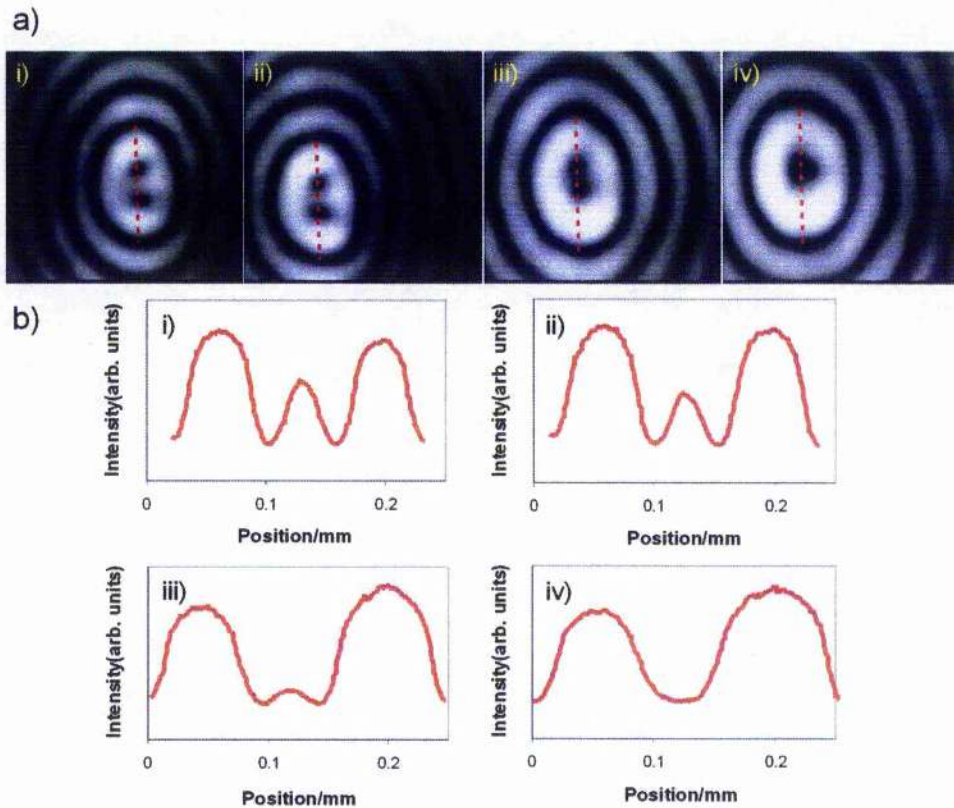 a)
i) ii) iii) iv)
b)
i) ii)
Intensity(arb. units) Intensity(arb. units)
0 0.1 0.2 0 0.1 0.2
Position/mm Position/mm
iii) iv)
Intensity(arb. units) Intensity(arb. units)
0 0.1 0.2 0 0.1 0.2
Position/mm Position/mm